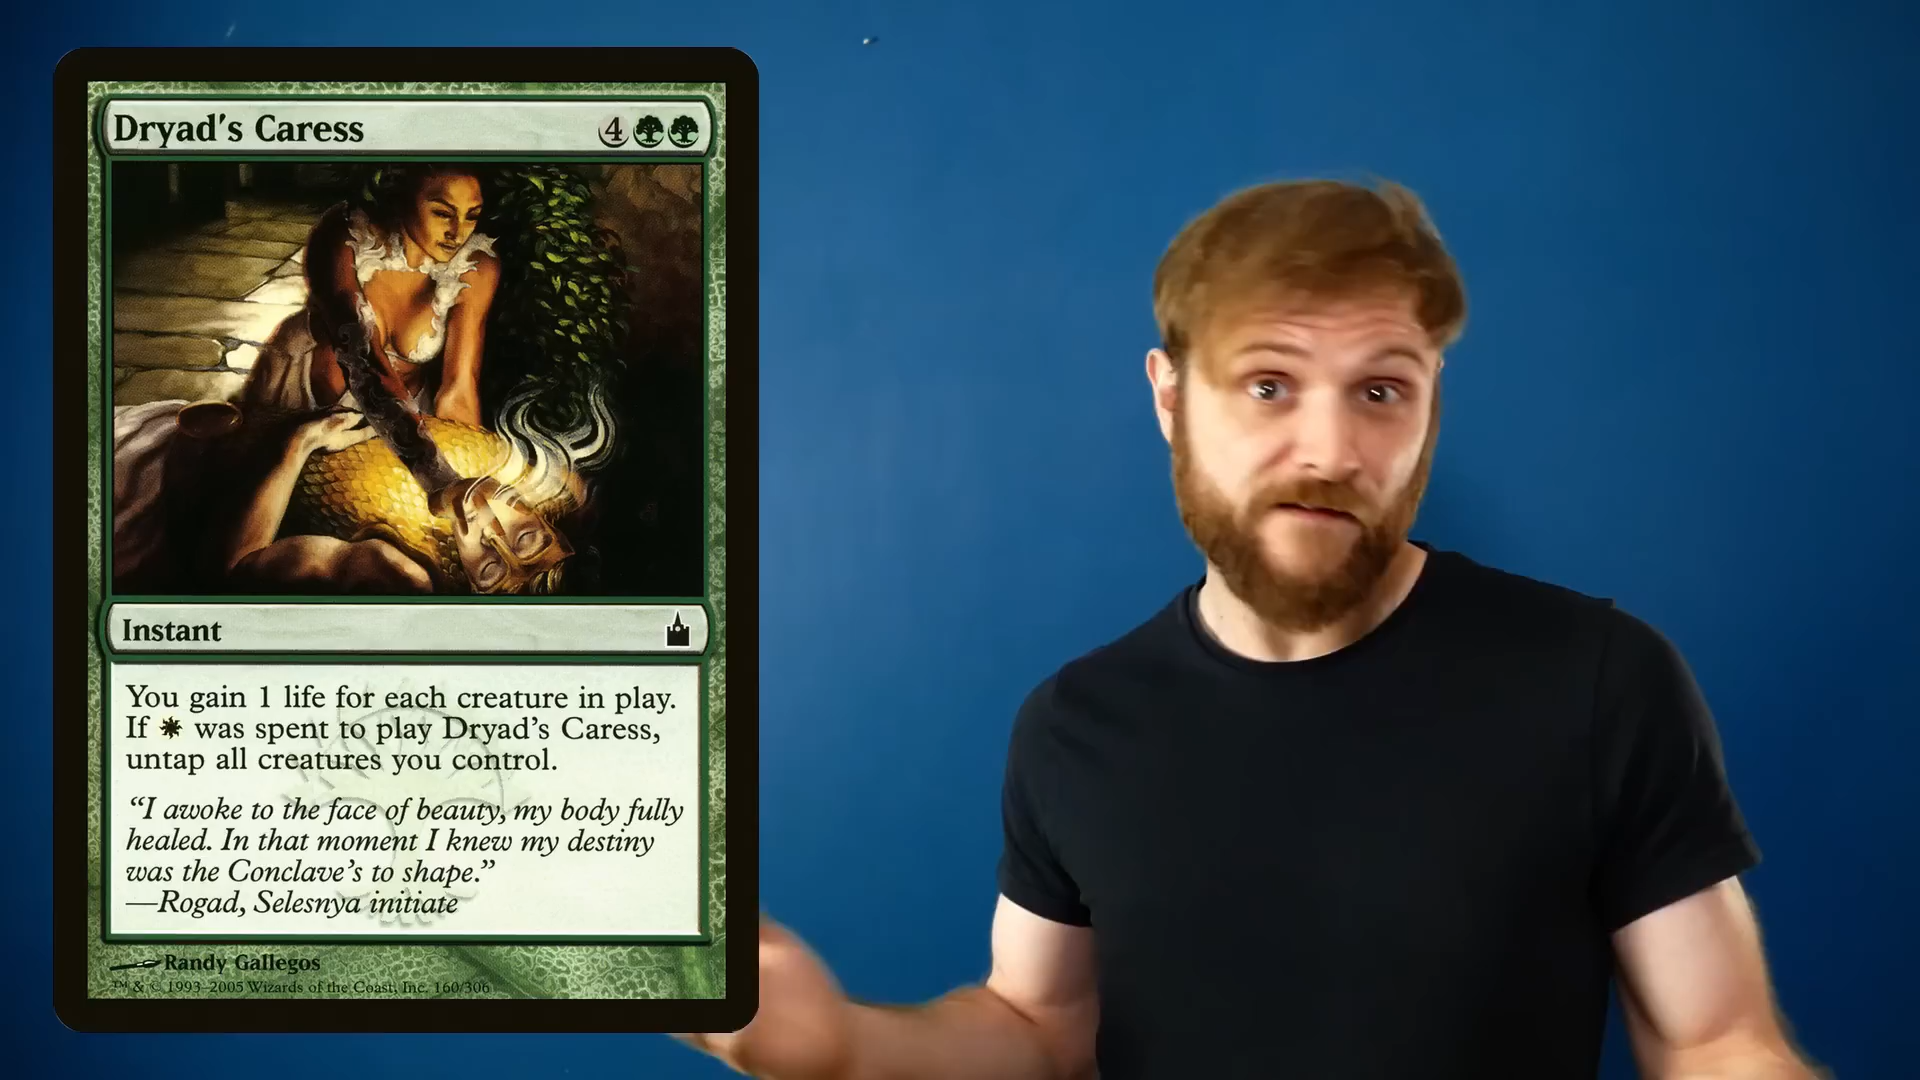 Dryad's Caress 4
Instant
You gain 1 life for each creature in play.
If was spent to play Dryad's Caress,
untap all creatures you control.
"I awoke to the face of beauty, my body fully
healed. In that moment I knew my destiny
was the Conclave's to shape."
—Rogad, Selesnya initiate
Randy Gallegos
™ & © 1993–2005 Wizards of the Coast, Inc. 160/306